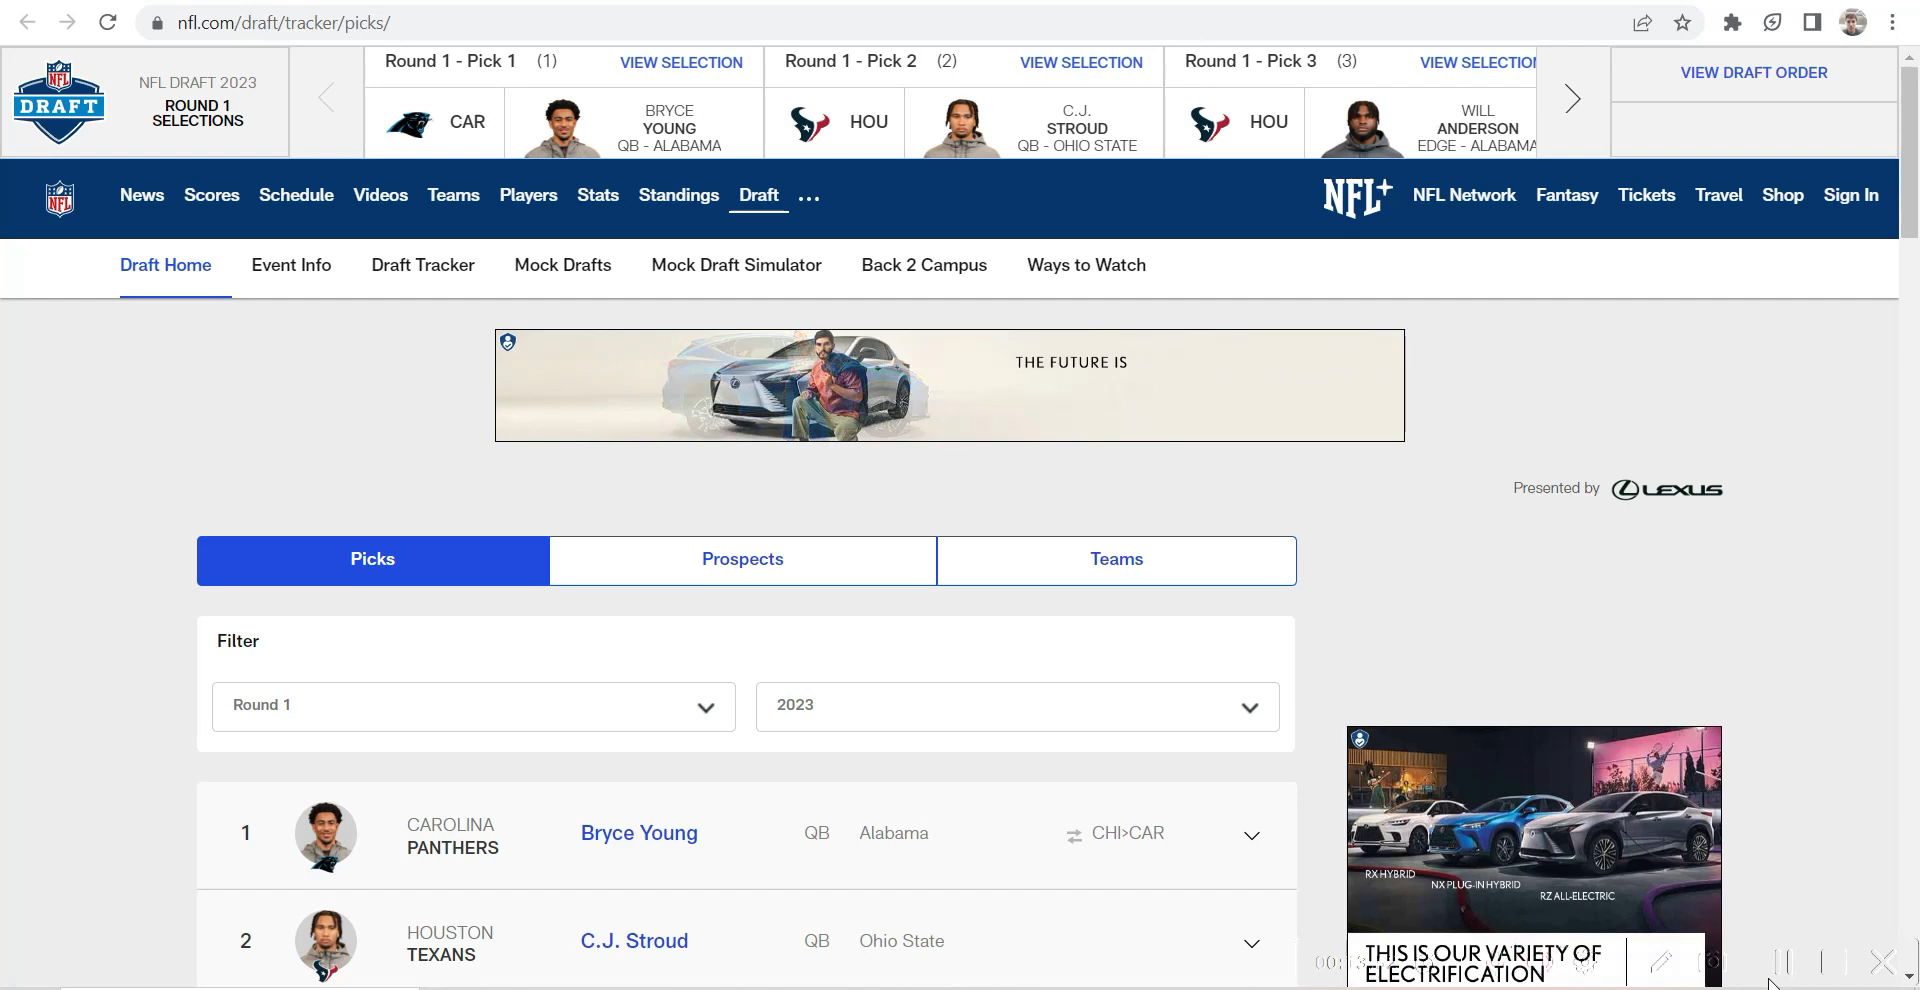 nfl.com/draft/tracker/picks/
NFL
DRAFT
NFL DRAFT 2023
ROUND 1
SELECTIONS
Round 1 - Pick 1 (1) VIEW SELECTION
CAR
BRYCE
YOUNG
QB - ALABAMA
Round 1 - Pick 2 (2) VIEW SELECTION
HOU
C.J.
STROUD
QB - OHIO STATE
Round 1 - Pick 3 (3) VIEW SELECTIO
HOU
WILL
ANDERSON
EDGE - ALABAMA
VIEW DRAFT ORDER
NFL News Scores Schedule Videos Teams Players Stats Standings Draft ... NFL+ NFL Network Fantasy Tickets Travel Shop Sign In
Draft Home Event Info Draft Tracker Mock Drafts Mock Draft Simulator Back 2 Campus Ways to Watch
THE FUTURE IS
Presented by LEXUS
Picks Prospects Teams
Filter
Round 1 2023
1 CAROLINA
PANTHERS Bryce Young QB Alabama CHI>CAR
2 HOUSTON
TEXANS C.J. Stroud QB Ohio State
RX HYBRID
NX PLUG-IN HYBRID
RZ ALL-ELECTRIC
THIS IS OUR VARIETY OF
ELECTRIFICATION